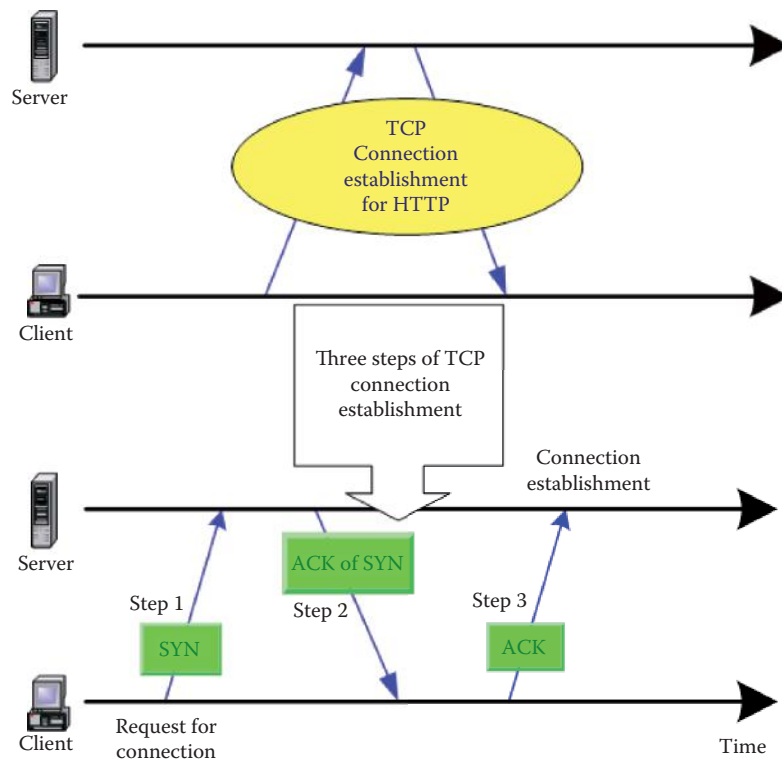 Server
TCP
Connection
establishment
for HTTP
Client
Three steps of TCP
connection
establishment
Connection
establishment
Server
ACK of SYN
Step 1
Step 2
Step 3
SYN
ACK
Client
Request for
connection
Time